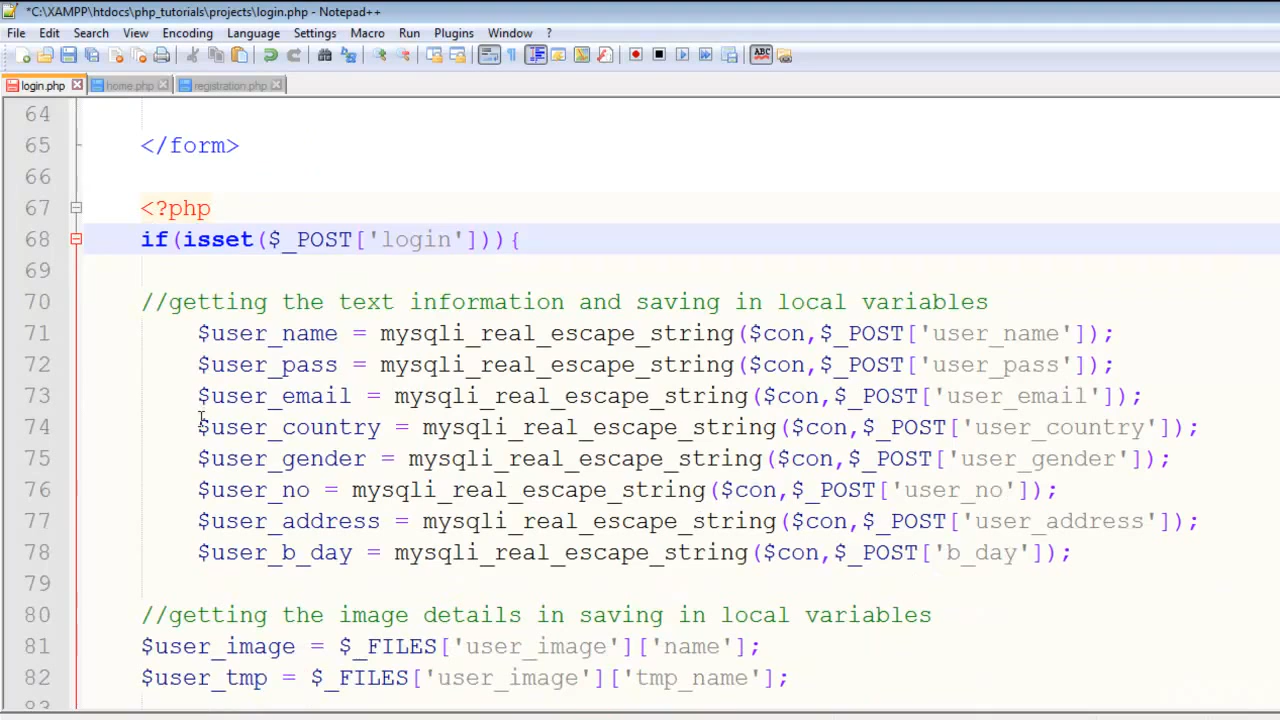 *C:\XAMPP\htdocs\php_tutorials\projects\login.php - Notepad++
File Edit Search View Encoding Language Settings Macro Run Plugins Window ?
login.php home.php registration.php
64
65 </form>
66
67 <?php
68 if(isset($_POST['login'])){
69
70 //getting the text information and saving in local variables
71 $user_name = mysqli_real_escape_string($con,$_POST['user_name']);
72 $user_pass = mysqli_real_escape_string($con,$_POST['user_pass']);
73 $user_email = mysqli_real_escape_string($con,$_POST['user_email']);
74 $user_country = mysqli_real_escape_string($con,$_POST['user_country']);
75 $user_gender = mysqli_real_escape_string($con,$_POST['user_gender']);
76 $user_no = mysqli_real_escape_string($con,$_POST['user_no']);
77 $user_address = mysqli_real_escape_string($con,$_POST['user_address']);
78 $user_b_day = mysqli_real_escape_string($con,$_POST['b_day']);
79
80 //getting the image details in saving in local variables
81 $user_image = $_FILES['user_image']['name'];
82 $user_tmp = $_FILES['user_image']['tmp_name'];
83